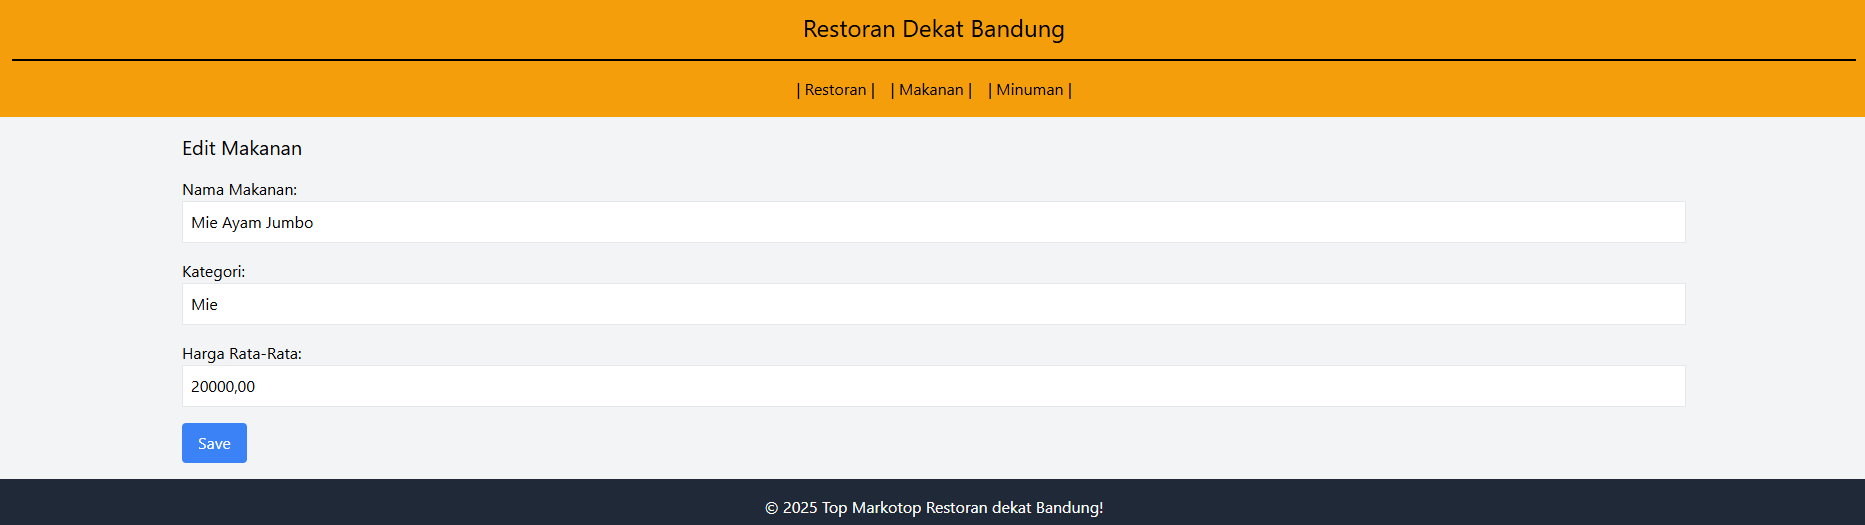 Restoran Dekat Bandung
| Restoran | | Makanan | | Minuman |
Edit Makanan
Nama Makanan:
Mie Ayam Jumbo
Kategori:
Mie
Harga Rata-Rata:
20000,00
Save
© 2025 Top Markotop Restoran dekat Bandung!